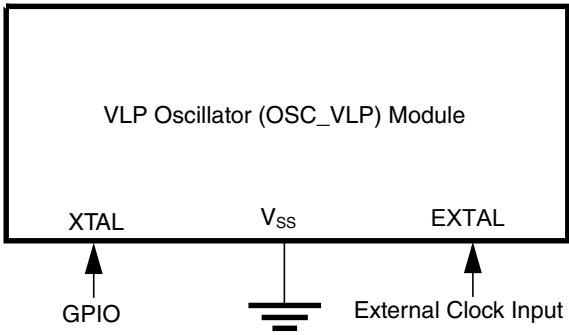 VLP Oscillator (OSC_VLP) Module
XTAL VSS EXTAL
GPIO External Clock Input